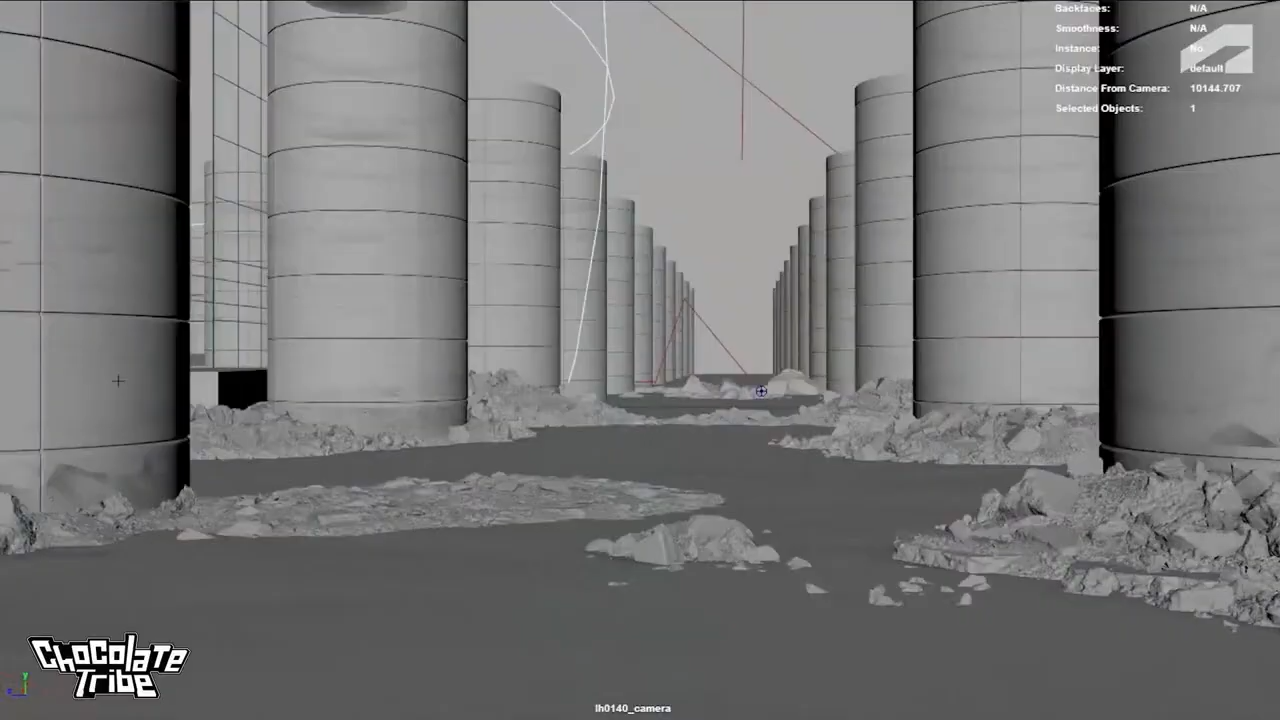 Backfaces: N/A
Smoothness: N/A
Instance: No
Display Layer: default
Distance From Camera: 10144.707
Selected Objects: 1
Chocolate
Tribe
y
lh0140_camera